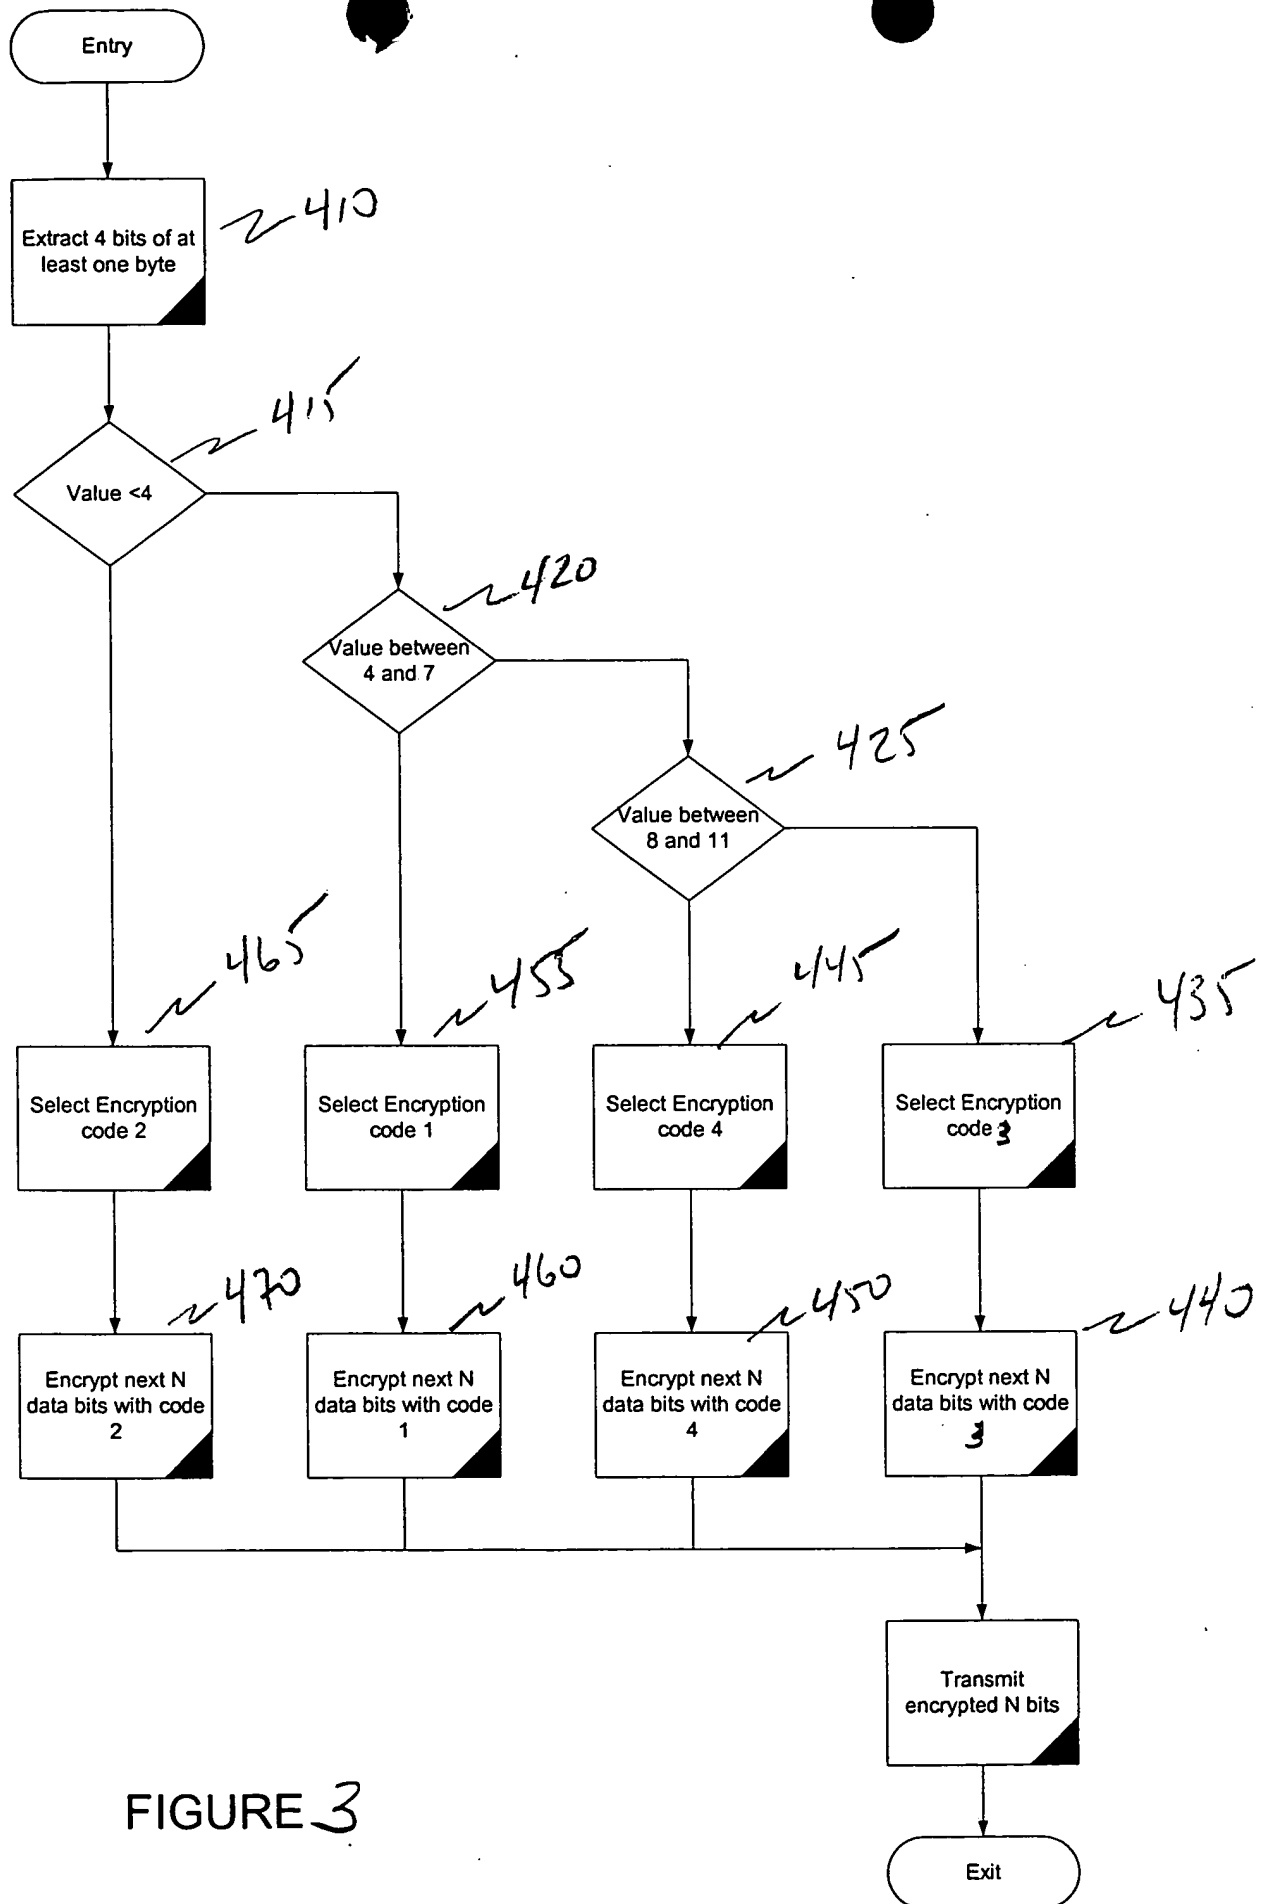 Entry
410
Extract 4 bits of at
least one byte
415
Value <4
420
Value between
4 and 7
425
Value between
8 and 11
465
455
445
435
Select Encryption
code 2
Select Encryption
code 1
Select Encryption
code 4
Select Encryption
code 3
470
460
450
440
Encrypt next N
data bits with code
2
Encrypt next N
data bits with code
1
Encrypt next N
data bits with code
4
Encrypt next N
data bits with code
3
Transmit
encrypted N bits
FIGURE 3
Exit